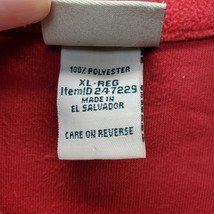 100% POLYESTER
XL-REG
ItemID 247229
MADE IN
EL SALVADOR
CARE ON REVERSE